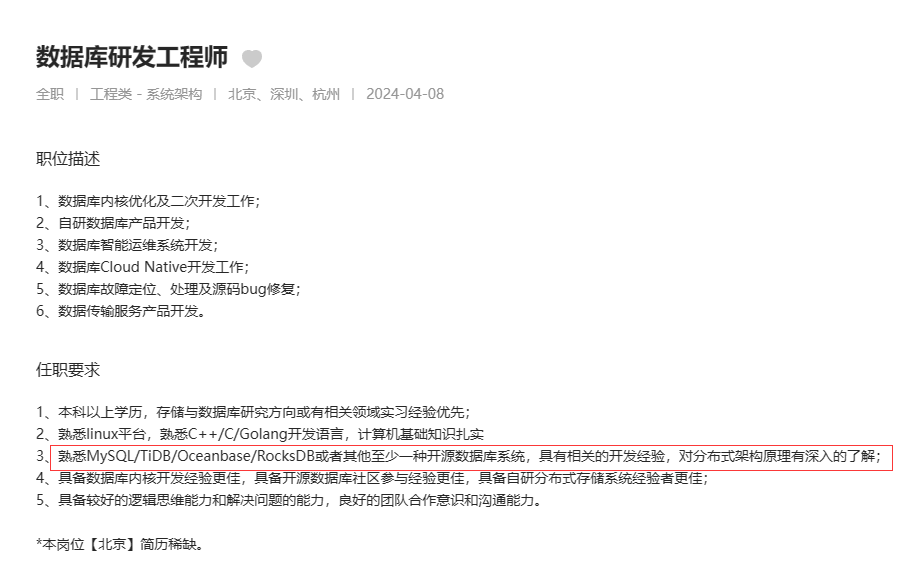 数据库研发工程师
全职 | 工程类 - 系统架构 | 北京、深圳、杭州 | 2024-04-08
职位描述
1、数据库内核优化及二次开发工作；
2、自研数据库产品开发；
3、数据库智能运维系统开发；
4、数据库Cloud Native开发工作；
5、数据库故障定位、处理及源码bug修复；
6、数据传输服务产品开发。
任职要求
1、本科以上学历，存储与数据库研究方向或有相关领域实习经验优先；
2、熟悉linux平台，熟悉C++/C/Golang开发语言，计算机基础知识扎实
3、熟悉MySQL/TiDB/Oceanbase/RocksDB或者其他至少一种开源数据库系统，具有相关的开发经验，对分布式架构原理有深入的了解；
4、具备数据库内核开发经验更佳，具备开源数据库社区参与经验更佳，具备自研分布式存储系统经验者更佳；
5、具备较好的逻辑思维能力和解决问题的能力，良好的团队合作意识和沟通能力。
*本岗位【北京】简历稀缺。